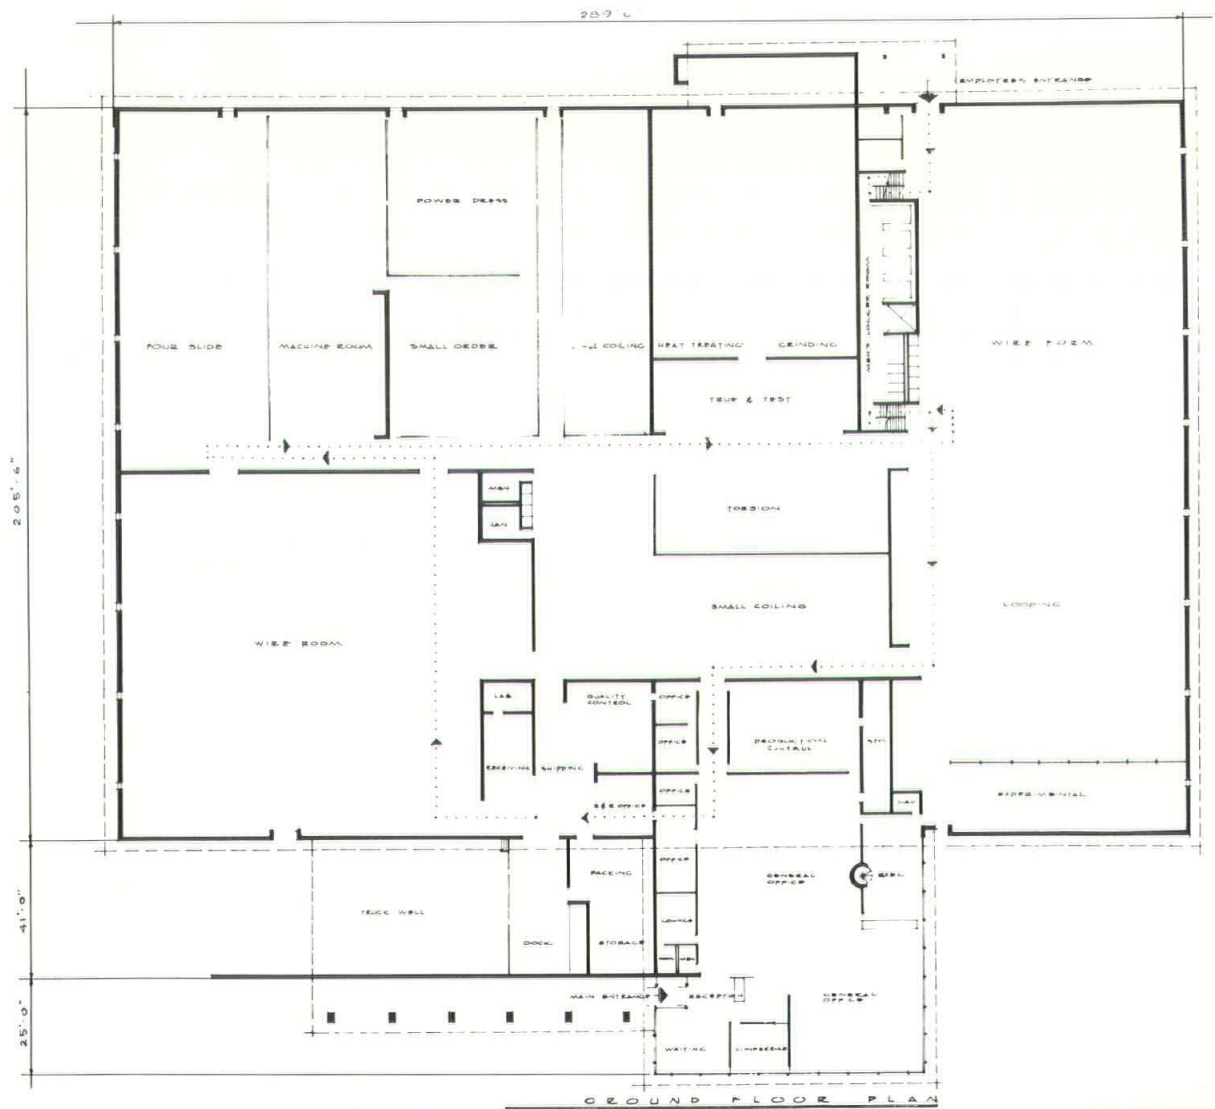 EMPLOYEES ENTRANCE
POWER PRESS
FOUR SLIDE
MACHINE ROOM
SMALL ORDER
COILING
HEAT TREATING
GRINDING
MEN'S LOCKER ROOM
WIRE FORM
TRUE & TEST
205'-6"
MEN
JAN
TORSION
SMALL COILING
LOOPING
WIRE ROOM
LAB.
QUALITY
CONTROL
OFFICE
OFFICE
PRODUCTION
CONTROL
RECEIVING
SHIPPING
OFFICE
EXPERIMENTAL
S & R OFFICE
PACKING
OFFICE
GENERAL
OFFICE
TRUCK WELL
LOUNGE
DOCK
STORAGE
41'-0"
MAIN ENTRANCE
RECEPTION
GENERAL
OFFICE
25'-0"
WAITING
CONFERENCE
GROUND FLOOR PLAN